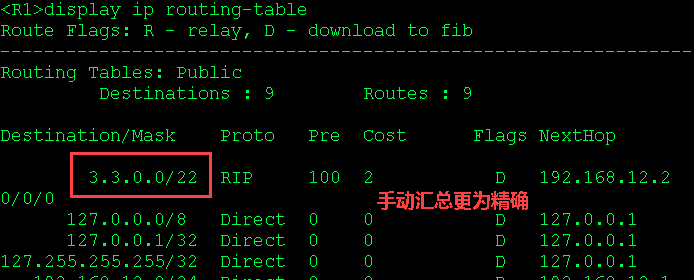 <R1>display ip routing-table
Route Flags: R - relay, D - download to fib
------------------------------------------------------------------------------
Routing Tables: Public
Destinations : 9 Routes : 9
Destination/Mask Proto Pre Cost Flags NextHop
3.3.0.0/22 RIP 100 2 D 192.168.12.2
0/0/0
手动汇总更为精确
127.0.0.0/8 Direct 0 0 D 127.0.0.1
127.0.0.1/32 Direct 0 0 D 127.0.0.1
127.255.255.255/32 Direct 0 0 D 127.0.0.1